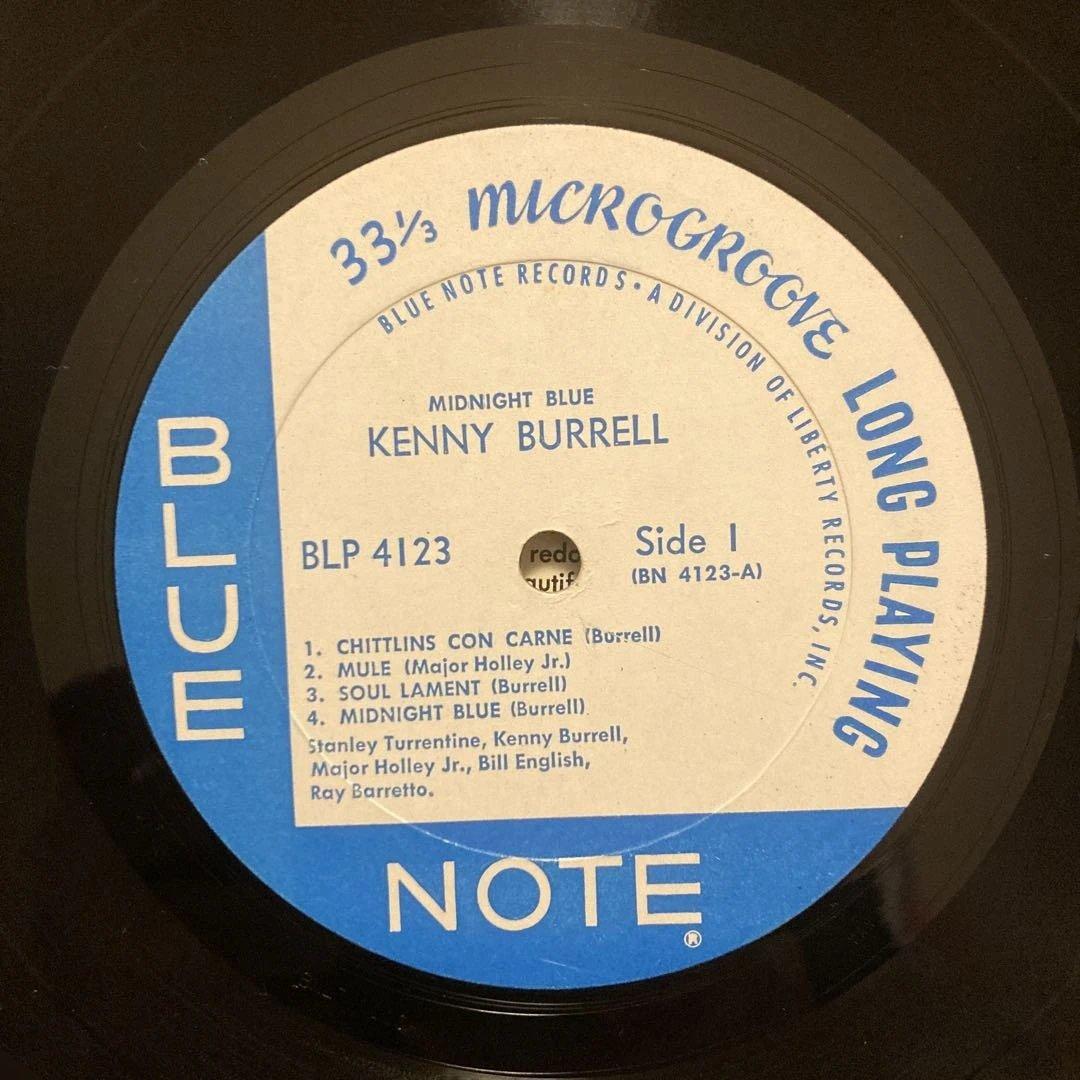 33⅓ MICROGROOVE LONG PLAYING
BLUE NOTE RECORDS • A DIVISION OF LIBERTY RECORDS, INC.
MIDNIGHT BLUE
KENNY BURRELL
BLP 4123
Side 1
(BN 4123-A)
1. CHITTLINS CON CARNE (Burrell)
2. MULE (Major Holley Jr.)
3. SOUL LAMENT (Burrell)
4. MIDNIGHT BLUE (Burrell)
Stanley Turrentine, Kenny Burrell,
Major Holley Jr., Bill English,
Ray Barretto.
BLUE
NOTE
®